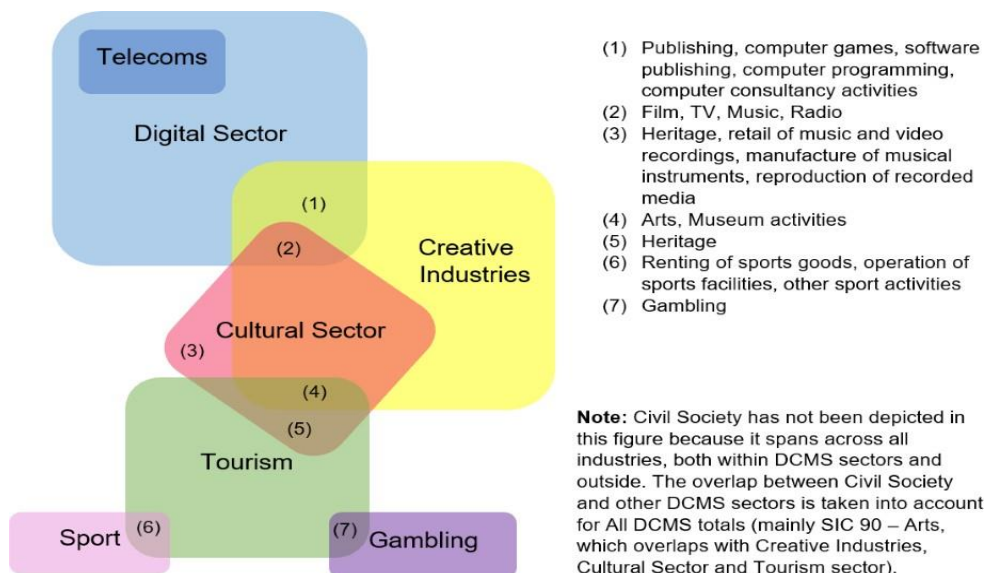 Telecoms
Digital Sector
(1)
(2)
Creative
Industries
Cultural Sector
(3)
(4)
(5)
Tourism
Sport
(6)
(7)
Gambling
(1) Publishing, computer games, software
publishing, computer programming,
computer consultancy activities
(2) Film, TV, Music, Radio
(3) Heritage, retail of music and video
recordings, manufacture of musical
instruments, reproduction of recorded
media
(4) Arts, Museum activities
(5) Heritage
(6) Renting of sports goods, operation of
sports facilities, other sport activities
(7) Gambling
Note: Civil Society has not been depicted in
this figure because it spans across all
industries, both within DCMS sectors and
outside. The overlap between Civil Society
and other DCMS sectors is taken into account
for All DCMS totals (mainly SIC 90 – Arts,
which overlaps with Creative Industries,
Cultural Sector and Tourism sector).